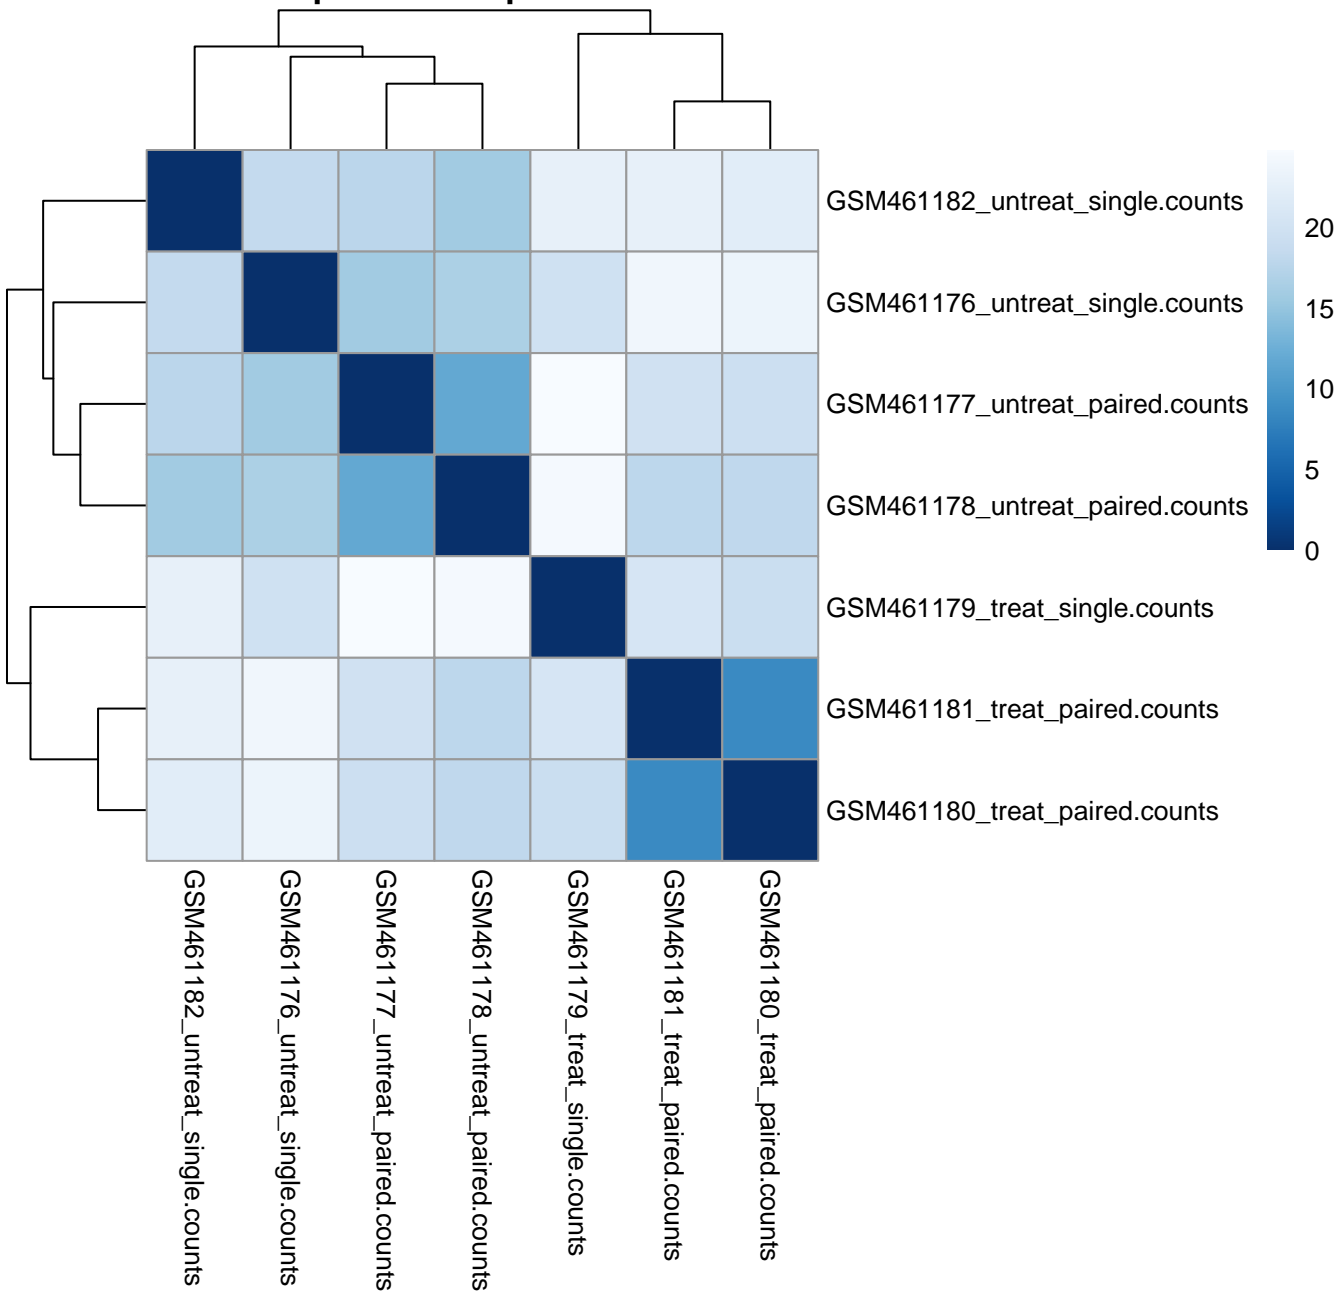 GSM461182_untreat_single.counts
GSM461176_untreat_single.counts
GSM461177_untreat_paired.counts
GSM461178_untreat_paired.counts
GSM461179_treat_single.counts
GSM461181_treat_paired.counts
GSM461180_treat_paired.counts
20
15
10
5
0
GSM461182_untreat_single.counts
GSM461176_untreat_single.counts
GSM461177_untreat_paired.counts
GSM461178_untreat_paired.counts
GSM461179_treat_single.counts
GSM461181_treat_paired.counts
GSM461180_treat_paired.counts